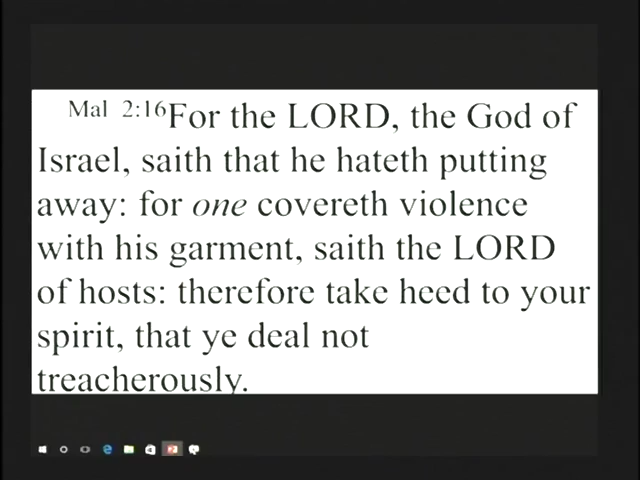 Mal 2:16For the LORD, the God of
Israel, saith that he hateth putting
away: for one covereth violence
with his garment, saith the LORD
of hosts: therefore take heed to your
spirit, that ye deal not
treacherously.